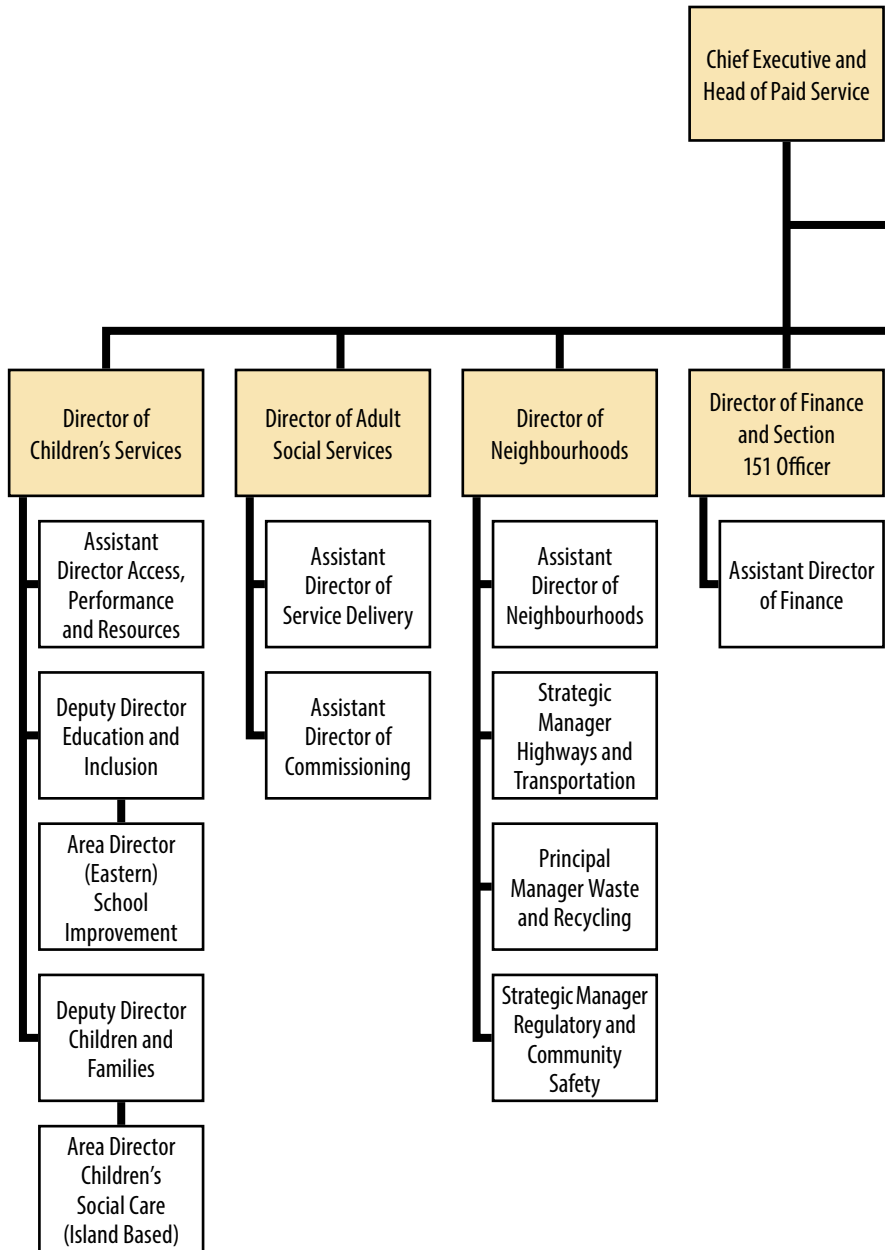 Chief Executive and
Head of Paid Service
Director of
Children's Services
Assistant
Director Access,
Performance
and Resources
Deputy Director
Education and
Inclusion
Area Director
(Eastern)
School
Improvement
Deputy Director
Children and
Families
Area Director
Children's
Social Care
(Island Based)
Director of Adult
Social Services
Assistant
Director of
Service Delivery
Assistant
Director of
Commissioning
Director of
Neighbourhoods
Assistant
Director of
Neighbourhoods
Strategic
Manager
Highways and
Transportation
Principal
Manager Waste
and Recycling
Strategic Manager
Regulatory and
Community
Safety
Director of Finance
and Section
151 Officer
Assistant Director
of Finance